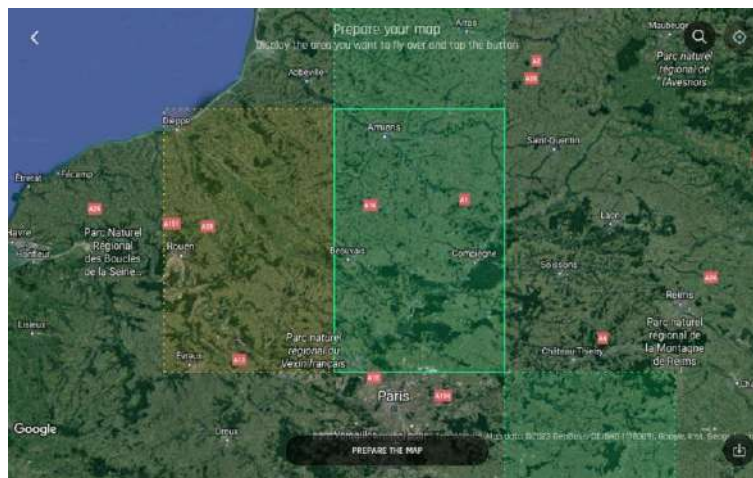 Prepare your map
Display the area you want to fly over and tap the button
Arras
Maubeuge
Parc naturel
régional de
l'Avesnois
A2
A26
Abbeville
Dieppe
Amiens
Saint-Quentin
Étretat
Fécamp
A29
A16
A1
Laon
Havre
Honfleur
Parc Naturel
Régional
des Boucles
de la Seine...
A151
A28
Rouen
Beauvais
Compiègne
Soissons
Reims
Lisieux
Parc naturel
régional du
Vexin français
Évreux
A13
Château-Thierry
A4
Parc naturel
régional de
la Montagne
de Reims
Paris
Google
Dreux
Versailles
PREPARE THE MAP